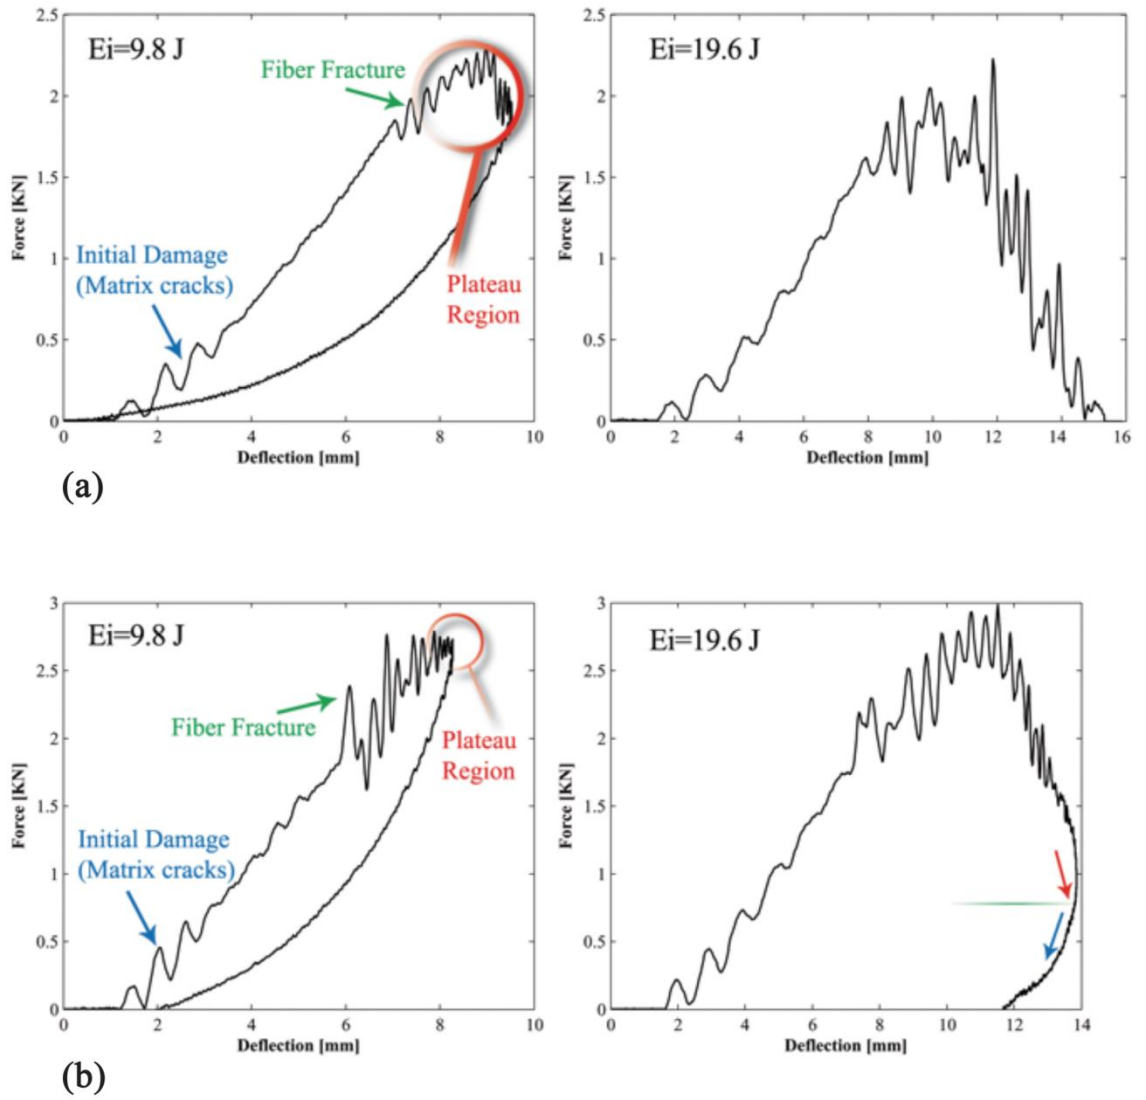 Ei=9.8 J
Fiber Fracture
Initial Damage
(Matrix cracks)
Plateau
Region
Force [KN]
2.5
2
1.5
1
0.5
0
0 2 4 6 8 10
Deflection [mm]
Ei=19.6 J
Force [KN]
2.5
2
1.5
1
0.5
0
0 2 4 6 8 10 12 14 16
Deflection [mm]
(a)
Ei=9.8 J
Fiber Fracture
Plateau
Region
Initial Damage
(Matrix cracks)
Force [KN]
3
2.5
2
1.5
1
0.5
0
0 2 4 6 8 10
Deflection [mm]
Ei=19.6 J
Force [KN]
3
2.5
2
1.5
1
0.5
0
0 2 4 6 8 10 12 14
Deflection [mm]
(b)